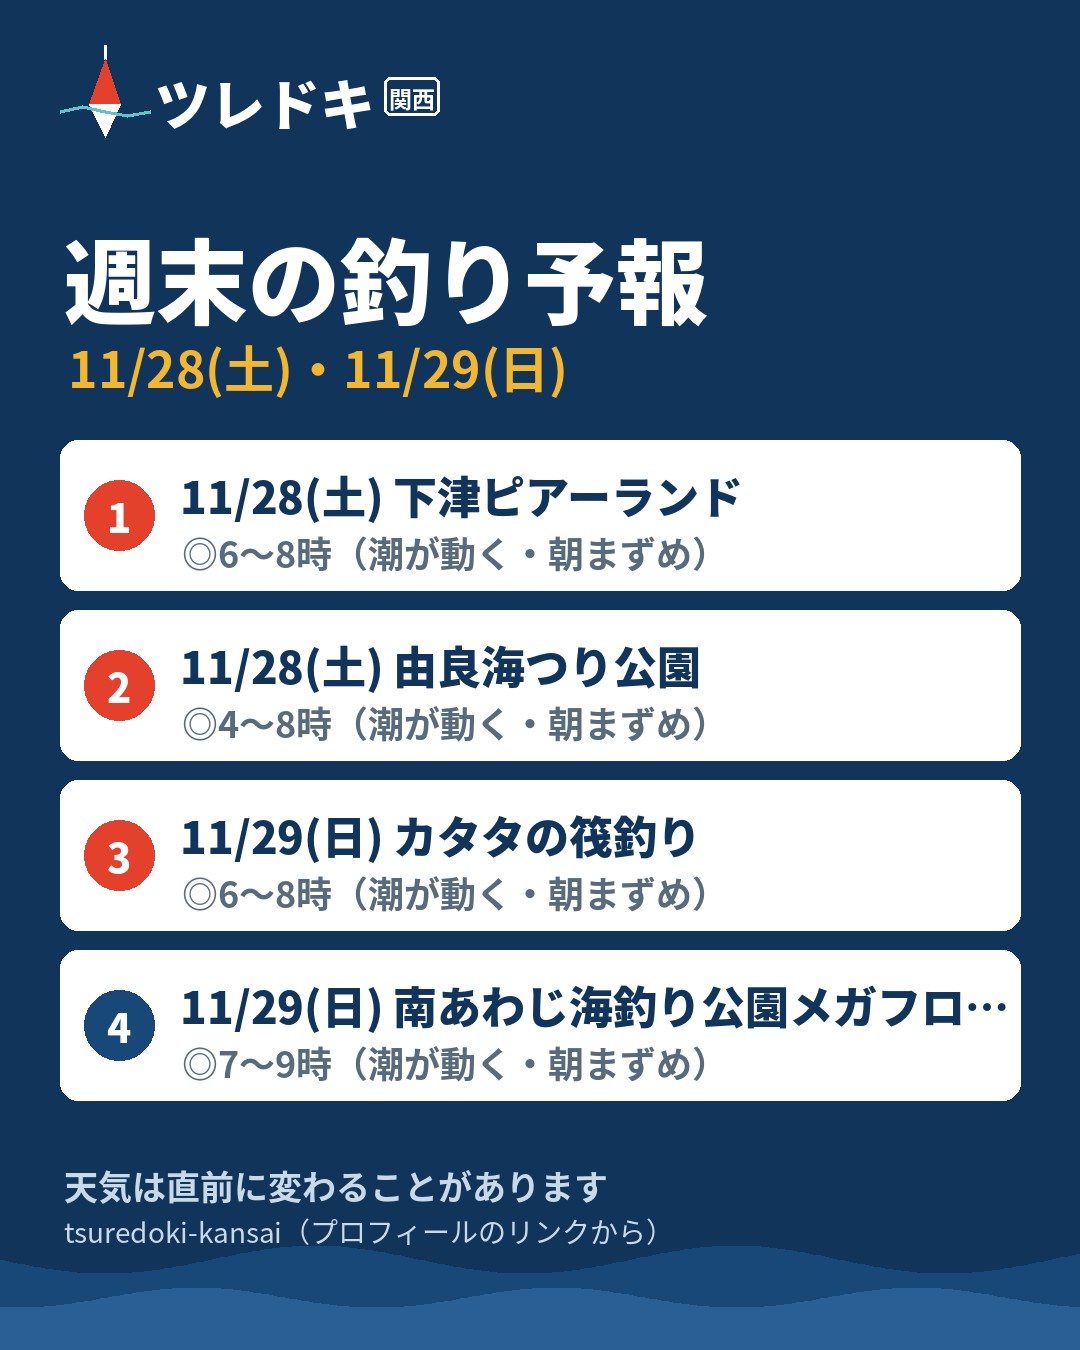 ツレドキ 関西
週末の釣り予報
11/28(土)・11/29(日)
1 11/28(土) 下津ピアーランド
◎6〜8時（潮が動く・朝まずめ）
2 11/28(土) 由良海つり公園
◎4〜8時（潮が動く・朝まずめ）
3 11/29(日) カタタの筏釣り
◎6〜8時（潮が動く・朝まずめ）
4 11/29(日) 南あわじ海釣り公園メガフロ…
◎7〜9時（潮が動く・朝まずめ）
天気は直前に変わることがあります
tsuredoki-kansai（プロフィールのリンクから）